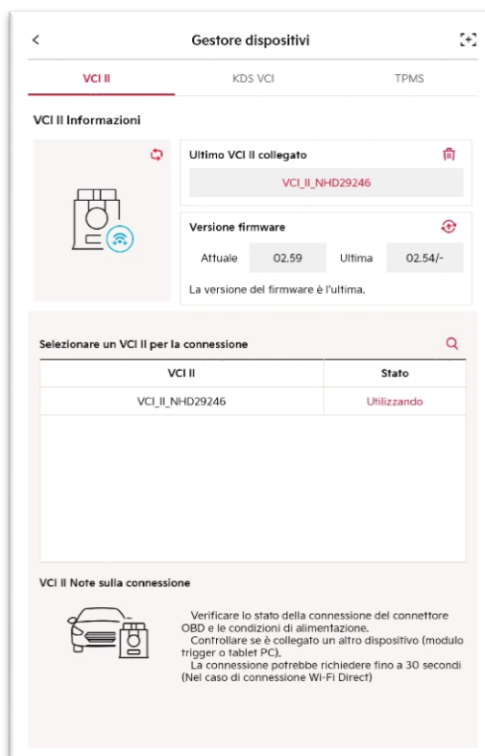 Gestore dispositivi
VCI II
KDS VCI
TPMS
VCI II Informazioni
Ultimo VCI II collegato
VCI_II_NHD29246
Versione firmware
Attuale 02.59 Ultima 02.54/-
La versione del firmware è l'ultima.
Selezionare un VCI II per la connessione
VCI II Stato
VCI_II_NHD29246 Utilizzando
VCI II Note sulla connessione
Verificare lo stato della connessione del connettore
OBD e le condizioni di alimentazione.
Controllare se è collegato un altro dispositivo (modulo
trigger o tablet PC).
La connessione potrebbe richiedere fino a 30 secondi
(Nel caso di connessione Wi-Fi Direct)